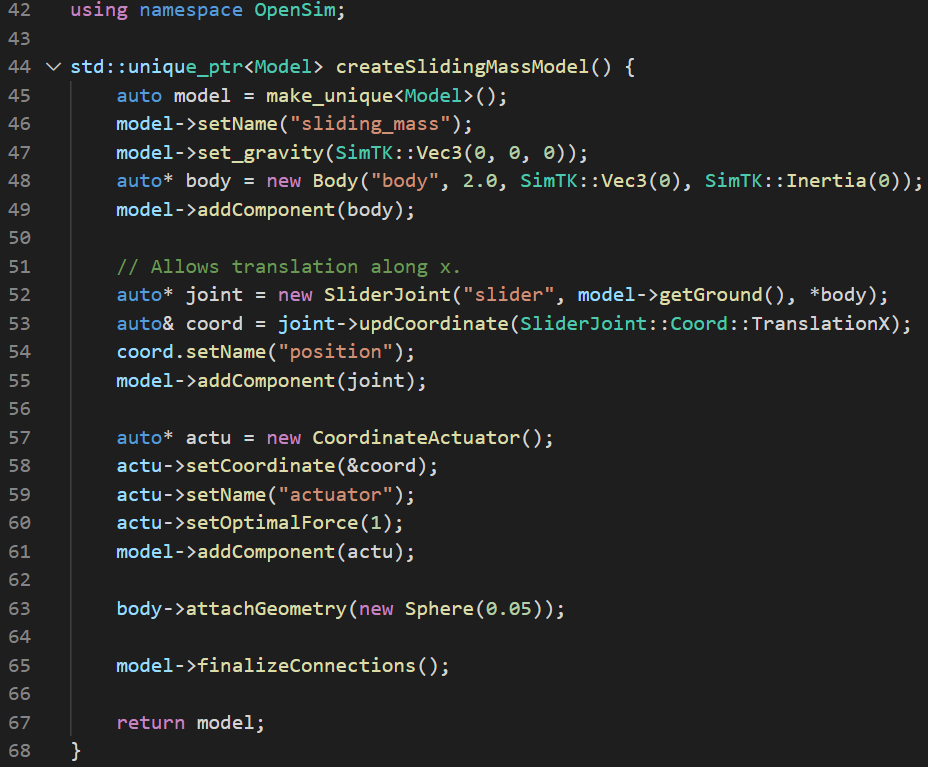 42 using namespace OpenSim;
43
44 std::unique_ptr<Model> createSlidingMassModel() {
45     auto model = make_unique<Model>();
46     model->setName("sliding_mass");
47     model->set_gravity(SimTK::Vec3(0, 0, 0));
48     auto* body = new Body("body", 2.0, SimTK::Vec3(0), SimTK::Inertia(0));
49     model->addComponent(body);
50
51     // Allows translation along x.
52     auto* joint = new SliderJoint("slider", model->getGround(), *body);
53     auto& coord = joint->updCoordinate(SliderJoint::Coord::TranslationX);
54     coord.setName("position");
55     model->addComponent(joint);
56
57     auto* actu = new CoordinateActuator();
58     actu->setCoordinate(&coord);
59     actu->setName("actuator");
60     actu->setOptimalForce(1);
61     model->addComponent(actu);
62
63     body->attachGeometry(new Sphere(0.05));
64
65     model->finalizeConnections();
66
67     return model;
68 }